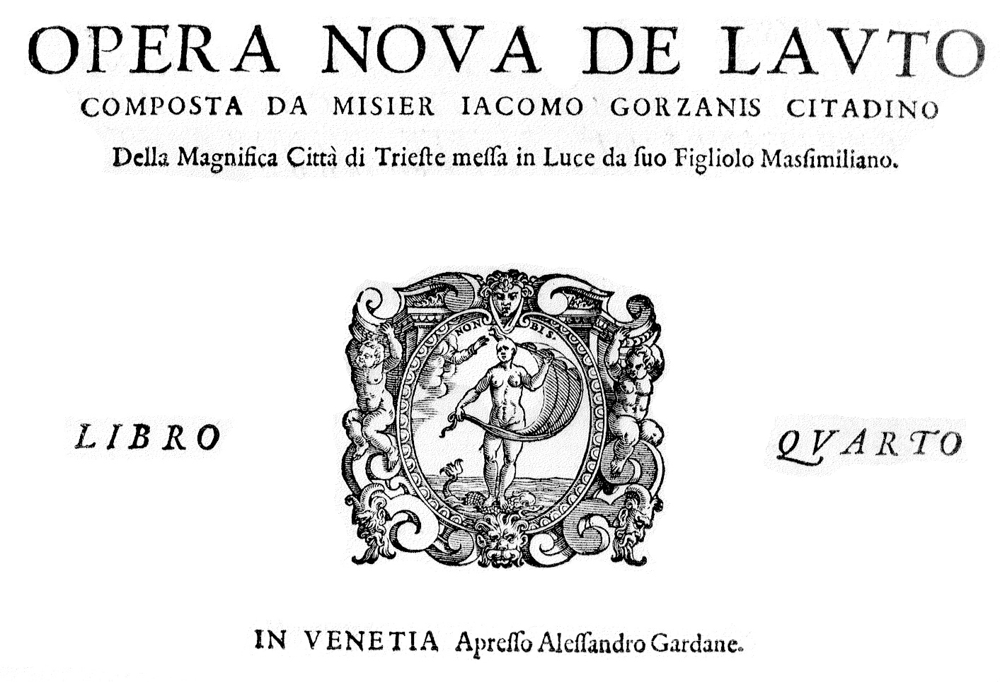 OPERA NOVA DE LAVTO
COMPOSTA DA MISIER IACOMO GORZANIS CITADINO
Della Magnifica Città di Trieſte meſſa in Luce da ſuo Figliolo Masſimiliano.
NON BIS.
LIBRO QVARTO
IN VENETIA Apreſſo Aleſſandro Gardane.